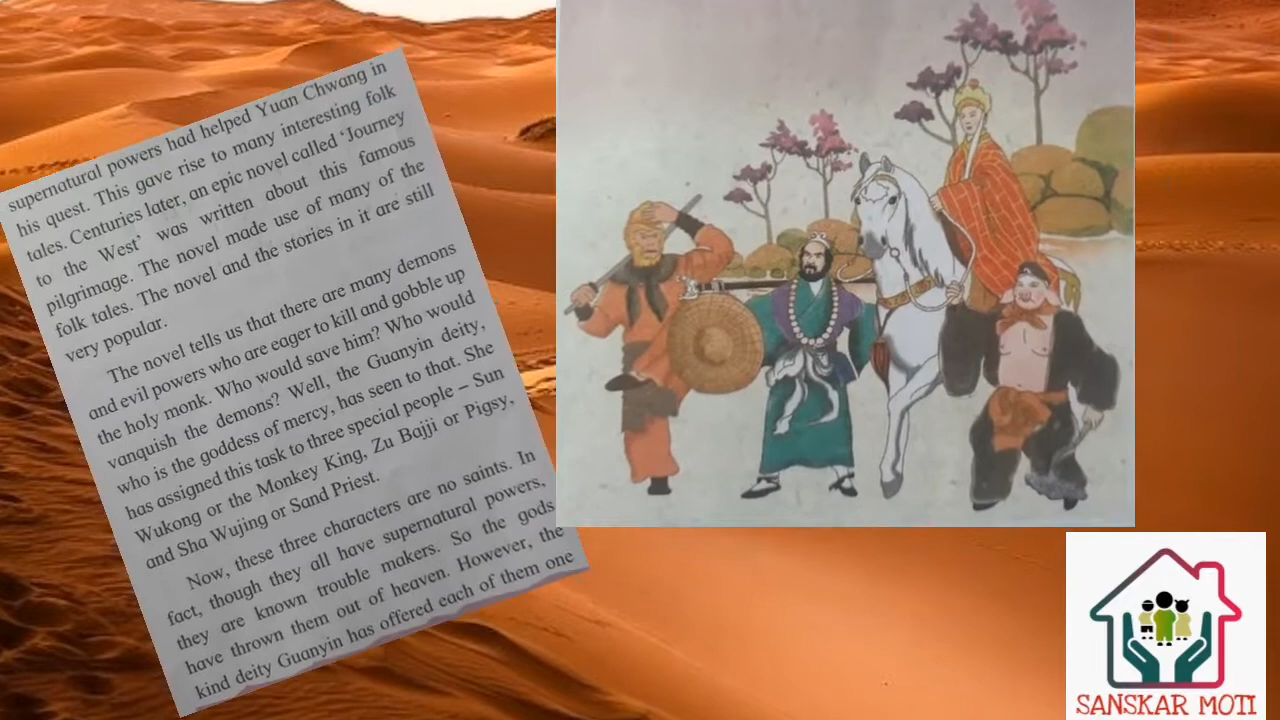 supernatural powers had helped Yuan Chwang in
his quest. This gave rise to many interesting folk
tales. Centuries later, an epic novel called 'Journey
to the West' was written about this famous
pilgrimage. The novel made use of many of the
folk tales. The novel and the stories in it are still
very popular.
The novel tells us that there are many demons
and evil powers who are eager to kill and gobble up
the holy monk. Who would save him? Who would
vanquish the demons? Well, the Guanyin deity,
who is the goddess of mercy, has seen to that. She
has assigned this task to three special people – Sun
Wukong or the Monkey King, Zu Bajji or Pigsy,
and Sha Wujing or Sand Priest.
Now, these three characters are no saints. In
fact, though they all have supernatural powers,
they are known trouble makers. So the gods
have thrown them out of heaven. However, the
kind deity Guanyin has offered each of them one
SANSKAR MOTI